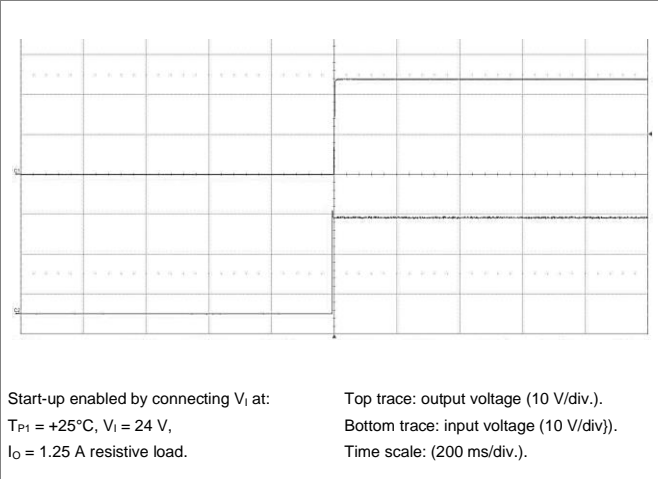 Start-up enabled by connecting VI at:
TP1 = +25°C, VI = 24 V,
IO = 1.25 A resistive load.
Top trace: output voltage (10 V/div.).
Bottom trace: input voltage (10 V/div}).
Time scale: (200 ms/div.).